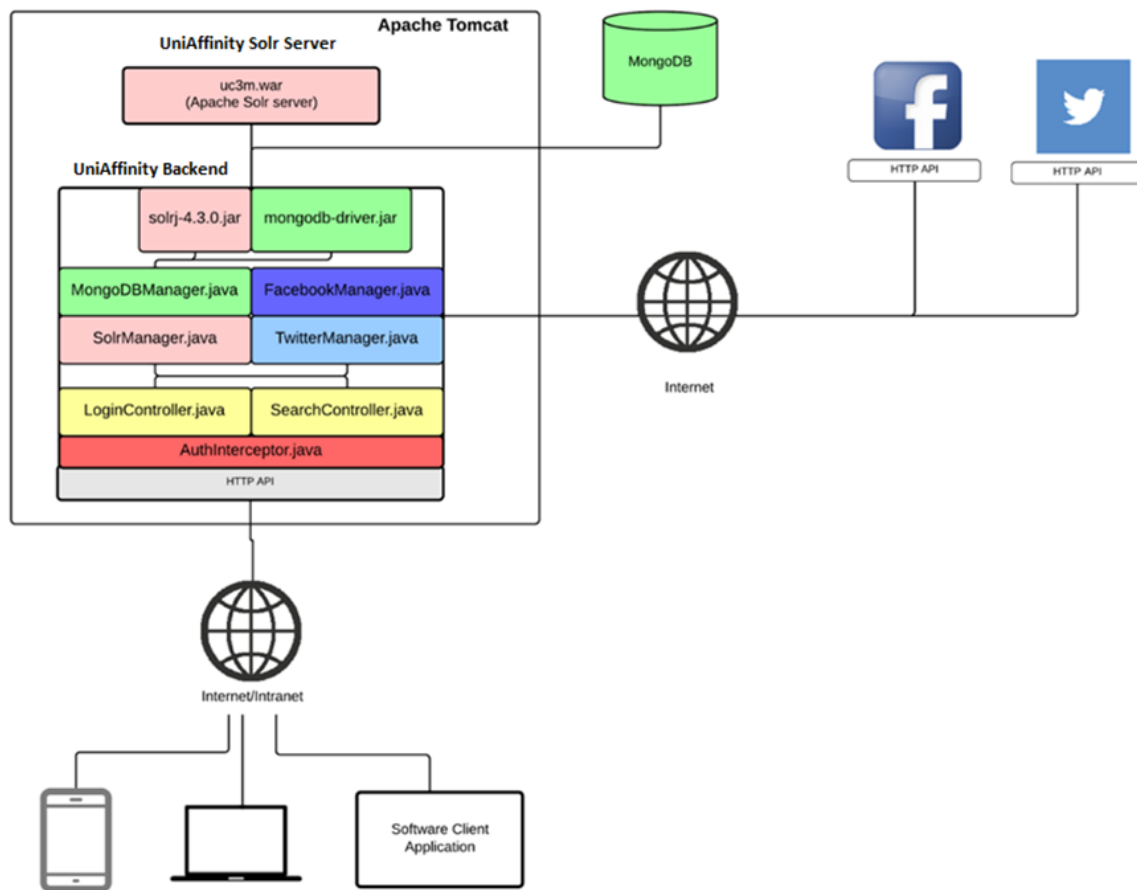 Apache Tomcat
UniAffinity Solr Server
uc3m.war
(Apache Solr server)
MongoDB
HTTP API
HTTP API
UniAffinity Backend
solrj-4.3.0.jar
mongodb-driver.jar
MongoDBManager.java
FacebookManager.java
SolrManager.java
TwitterManager.java
Internet
LoginController.java
SearchController.java
AuthInterceptor.java
HTTP API
Internet/Intranet
Software Client
Application